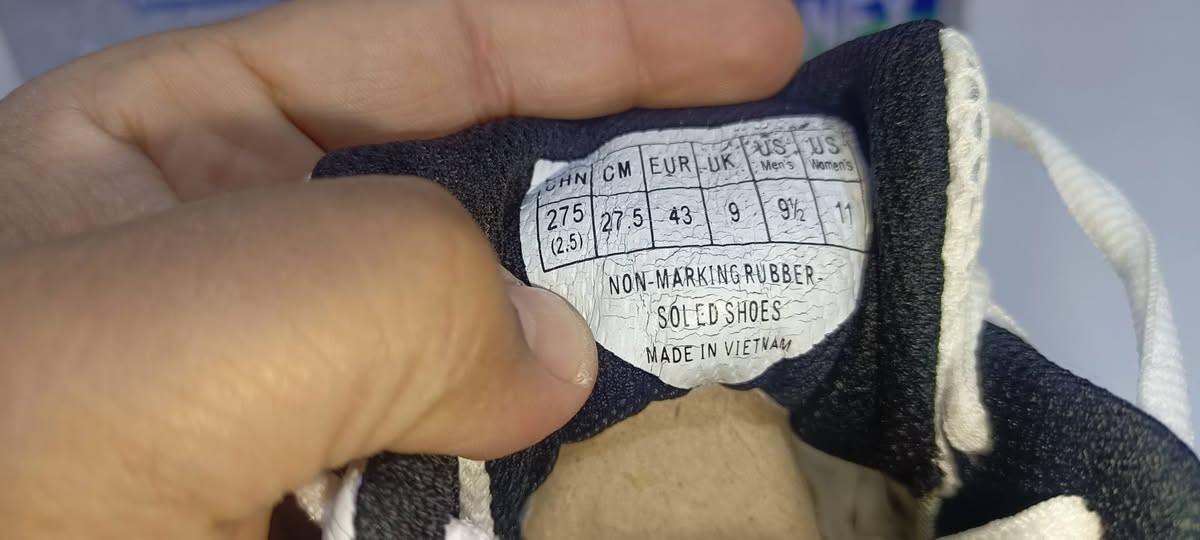 CHN CM EUR UK US Men's US Women's
275 (2.5) 27.5 43 9 9½ 11
NON-MARKING RUBBER-
SOLED SHOES
MADE IN VIETNAM